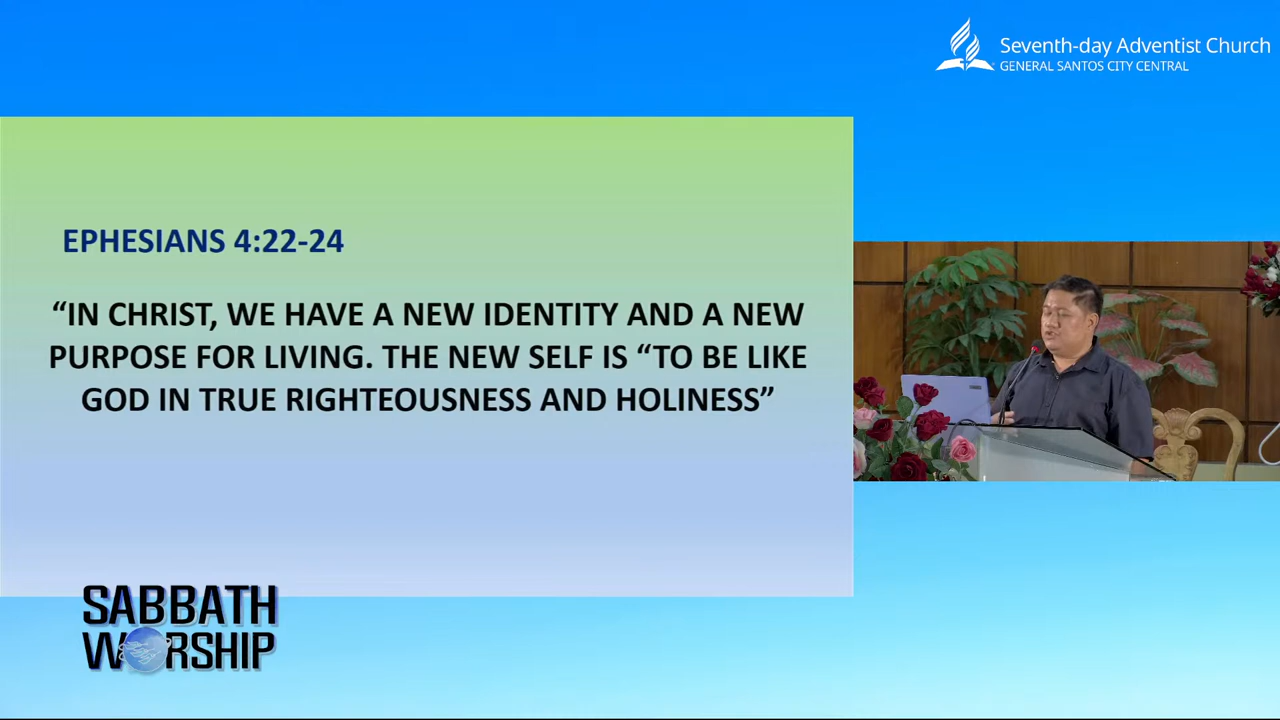 Seventh-day Adventist Church
GENERAL SANTOS CITY CENTRAL
EPHESIANS 4:22-24
“IN CHRIST, WE HAVE A NEW IDENTITY AND A NEW
PURPOSE FOR LIVING. THE NEW SELF IS “TO BE LIKE
GOD IN TRUE RIGHTEOUSNESS AND HOLINESS”
SABBATH
WORSHIP